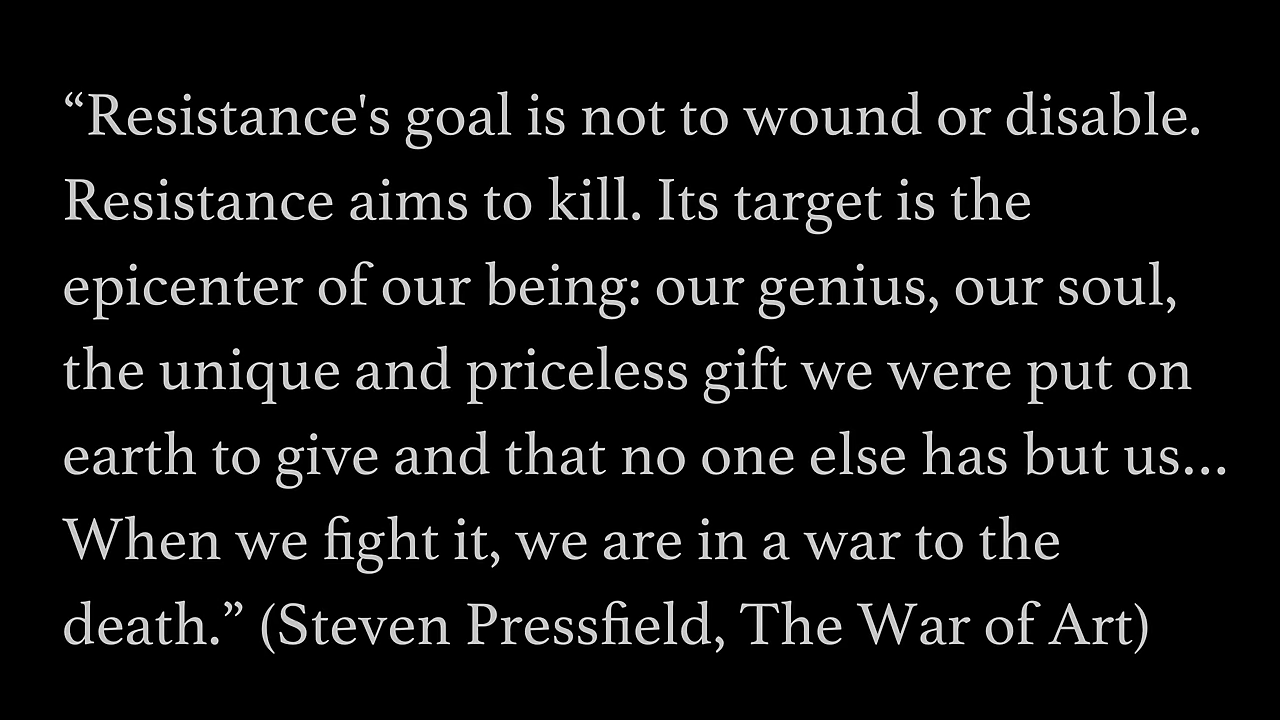 “Resistance's goal is not to wound or disable.
Resistance aims to kill. Its target is the
epicenter of our being: our genius, our soul,
the unique and priceless gift we were put on
earth to give and that no one else has but us...
When we fight it, we are in a war to the
death.” (Steven Pressfield, The War of Art)